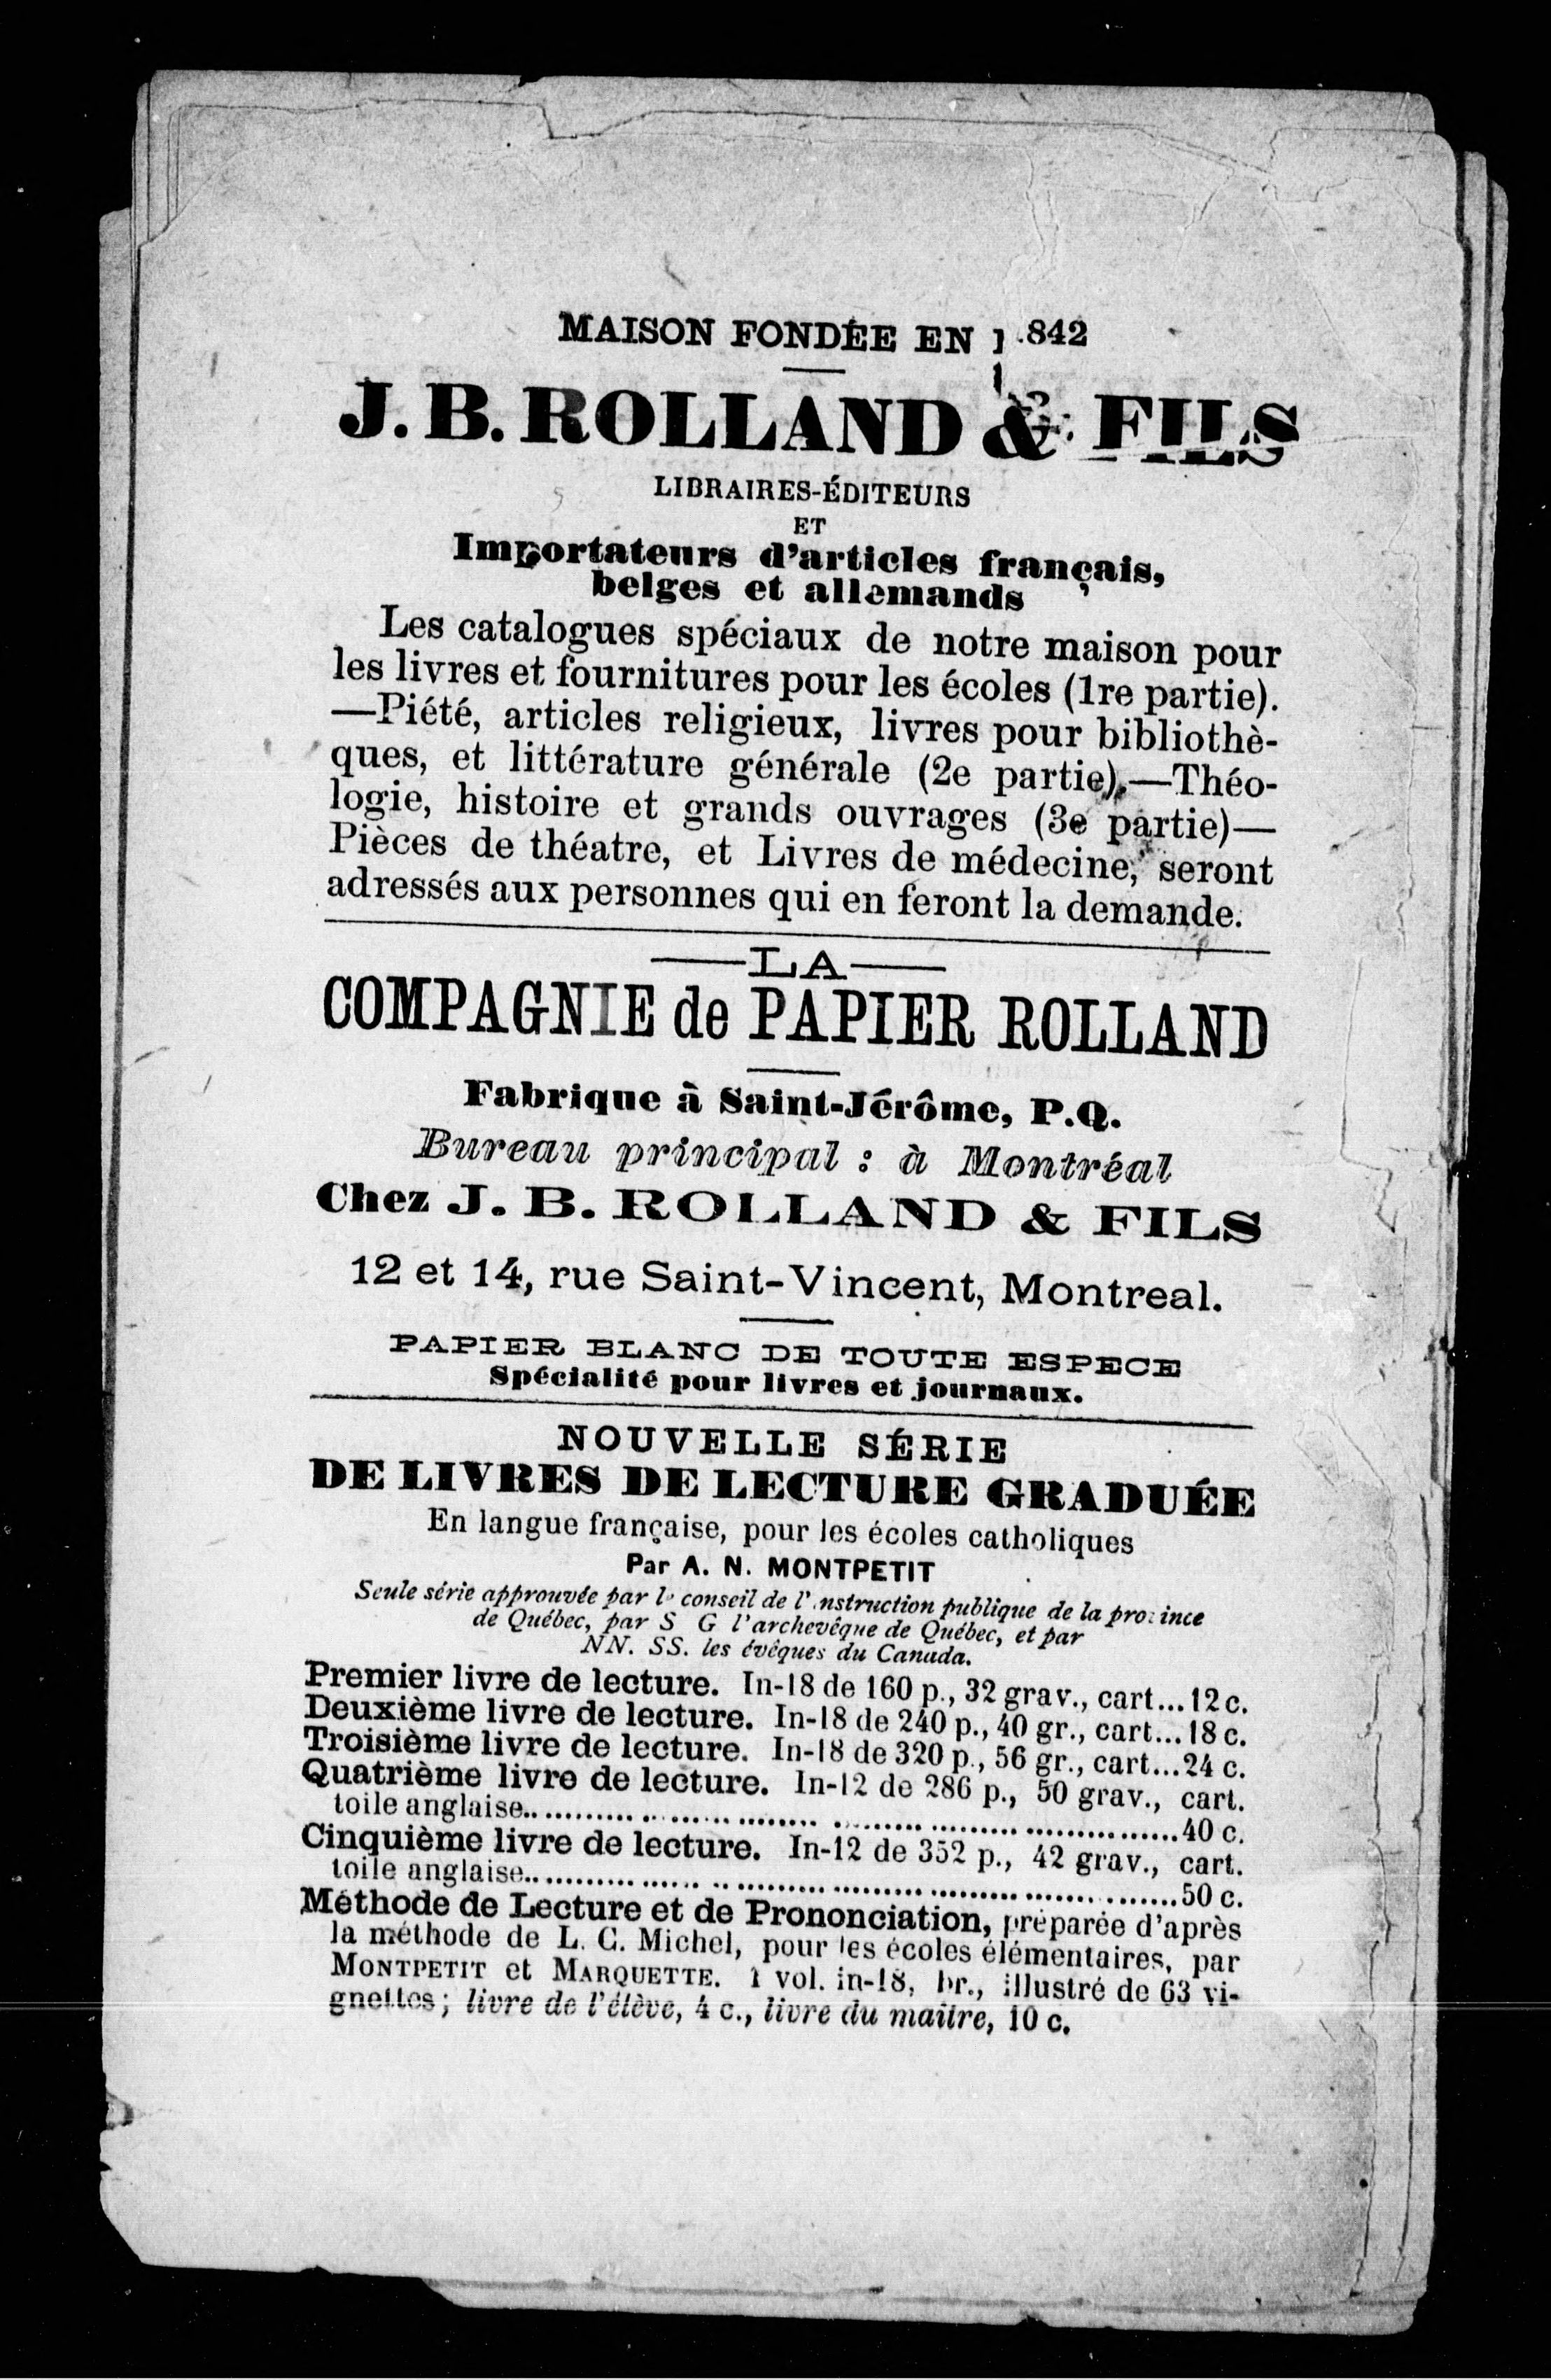 MAISON FONDÉE EN 1842
J. B. ROLLAND & FILS
LIBRAIRES-ÉDITEURS
ET
Importateurs d'articles français,
belges et allemands
Les catalogues spéciaux de notre maison pour
les livres et fournitures pour les écoles (1re partie).
—Piété, articles religieux, livres pour bibliothè-
ques, et littérature générale (2e partie).—Théo-
logie, histoire et grands ouvrages (3e partie)—
Pièces de théatre, et Livres de médecine, seront
adressés aux personnes qui en feront la demande.
—LA—
COMPAGNIE de PAPIER ROLLAND
Fabrique à Saint-Jérôme, P.Q.
Bureau principal : à Montréal
Chez J. B. ROLLAND & FILS
12 et 14, rue Saint-Vincent, Montreal.
PAPIER BLANC DE TOUTE ESPECE
Spécialité pour livres et journaux.
NOUVELLE SÉRIE
DE LIVRES DE LECTURE GRADUÉE
En langue française, pour les écoles catholiques
Par A. N. MONTPETIT
Seule série approuvée par le conseil de l'instruction publique de la province
de Québec, par S G l'archevêque de Québec, et par
NN. SS. les évêques du Canada.
Premier livre de lecture. In-18 de 160 p., 32 grav., cart...12 c.
Deuxième livre de lecture. In-18 de 240 p., 40 gr., cart...18 c.
Troisième livre de lecture. In-18 de 320 p., 56 gr., cart...24 c.
Quatrième livre de lecture. In-12 de 286 p., 50 grav., cart.
toile anglaise..........................................................40 c.
Cinquième livre de lecture. In-12 de 352 p., 42 grav., cart.
toile anglaise..........................................................50 c.
Méthode de Lecture et de Prononciation, préparée d'après
la méthode de L. C. Michel, pour les écoles élémentaires, par
MONTPETIT et MARQUETTE. 1 vol. in-18, br., illustré de 63 vi-
gnettes; livre de l'élève, 4 c., livre du maître, 10 c.